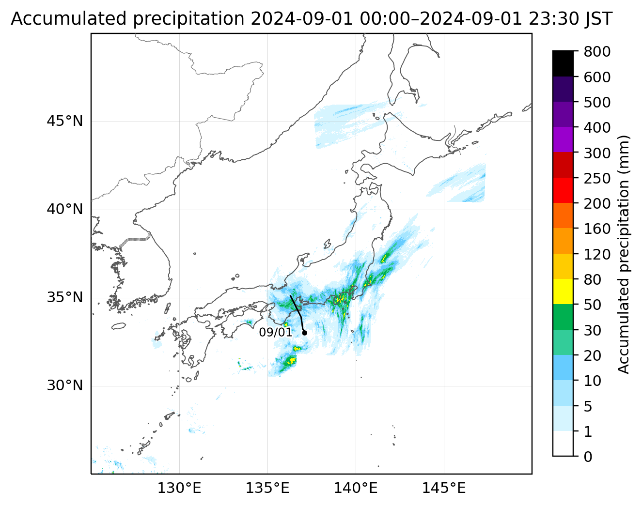 Accumulated precipitation 2024-09-01 00:00–2024-09-01 23:30 JST
45°N
40°N
35°N
30°N
130°E
135°E
140°E
145°E
09/01
800
600
500
400
300
250
200
160
120
80
50
30
20
10
5
1
0
Accumulated precipitation (mm)